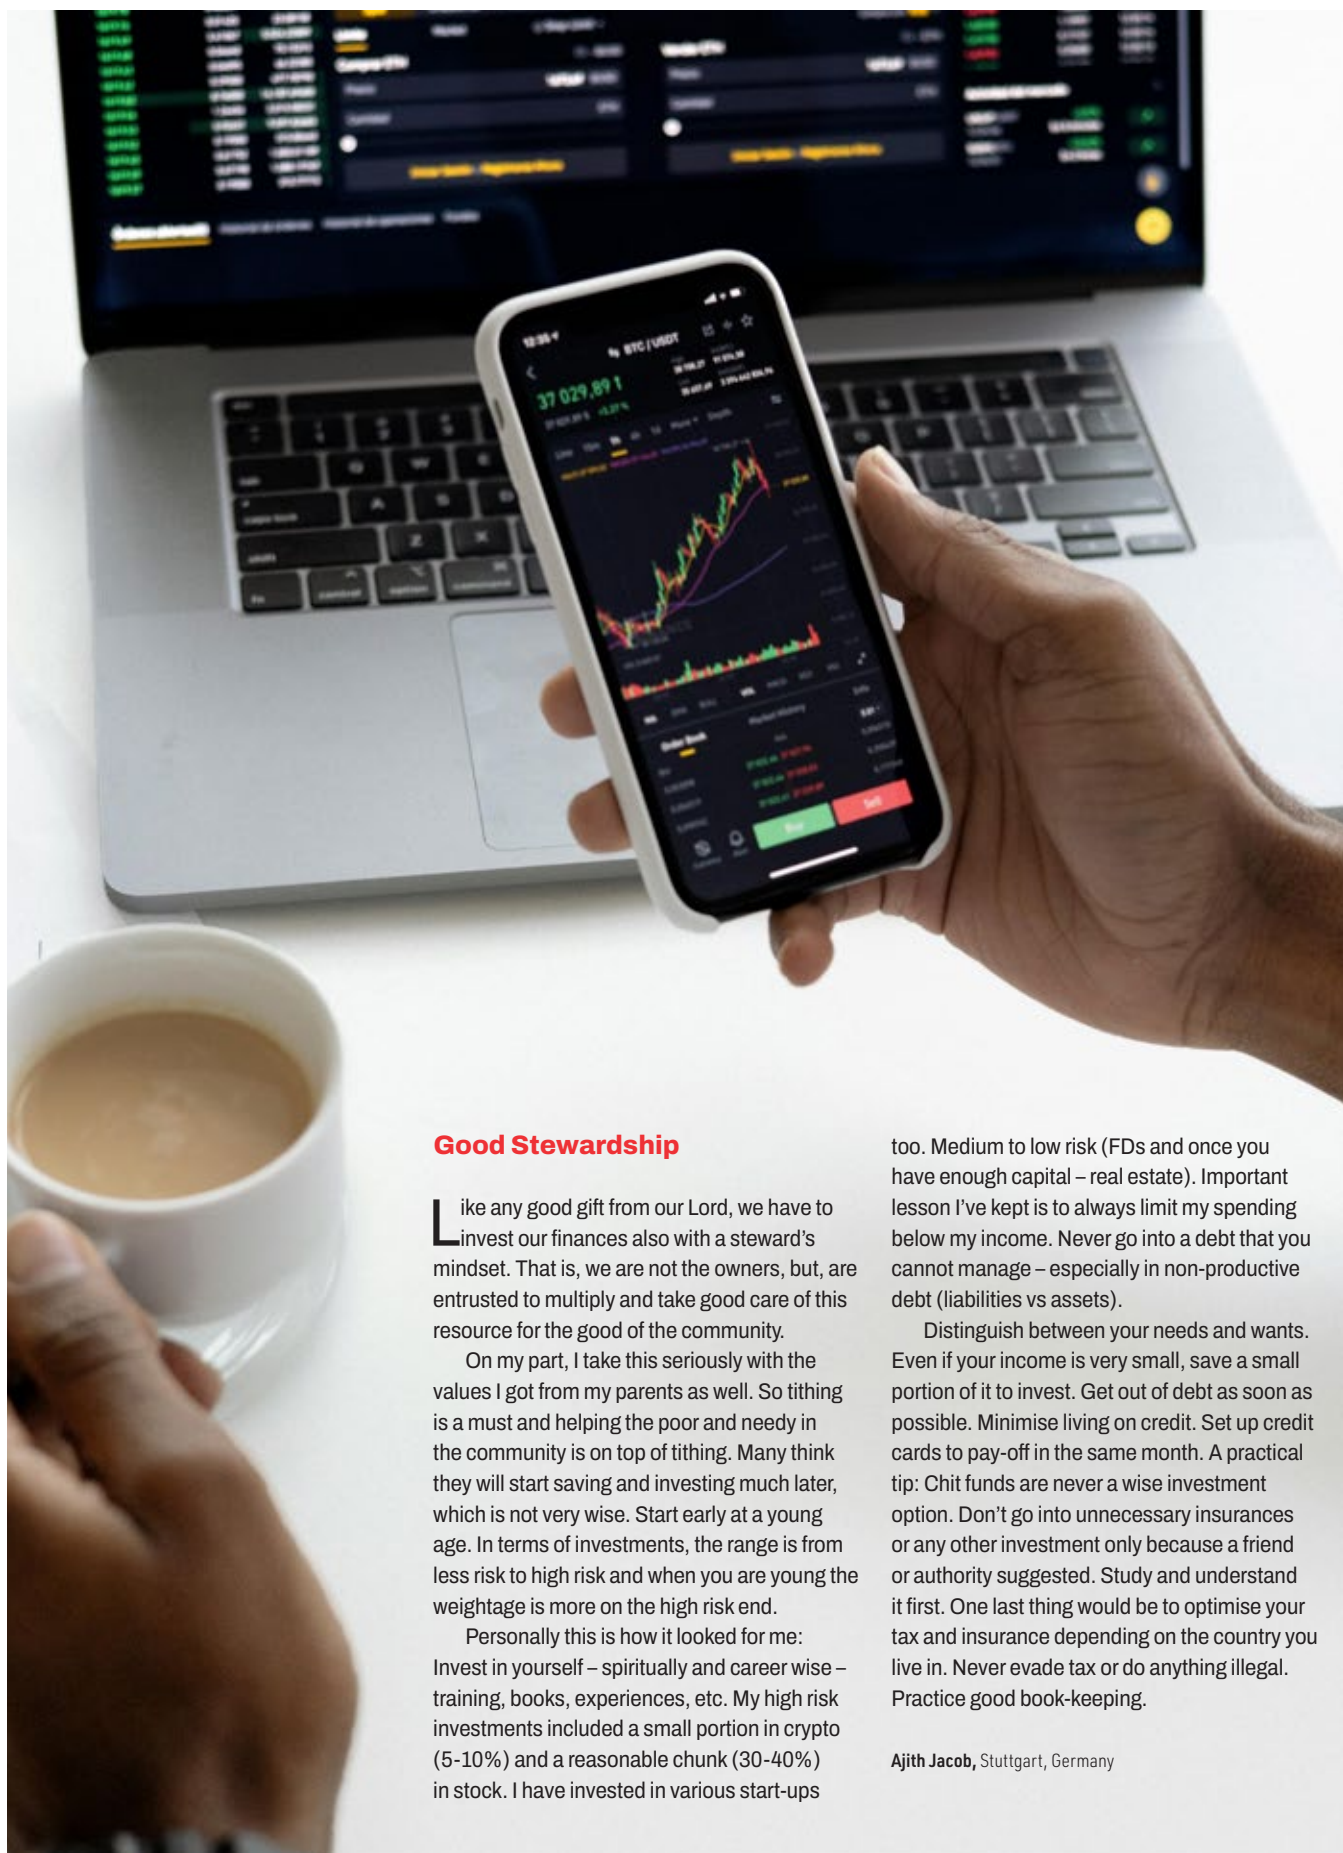 12:35
BTC/USDT
37 029,89
Depth
Market History
Order Book
Buy
Sell
Good Stewardship
Like any good gift from our Lord, we have to
invest our finances also with a steward’s
mindset. That is, we are not the owners, but, are
entrusted to multiply and take good care of this
resource for the good of the community.
On my part, I take this seriously with the
values I got from my parents as well. So tithing
is a must and helping the poor and needy in
the community is on top of tithing. Many think
they will start saving and investing much later,
which is not very wise. Start early at a young
age. In terms of investments, the range is from
less risk to high risk and when you are young the
weightage is more on the high risk end.
Personally this is how it looked for me:
Invest in yourself – spiritually and career wise –
training, books, experiences, etc. My high risk
investments included a small portion in crypto
(5-10%) and a reasonable chunk (30-40%)
in stock. I have invested in various start-ups
too. Medium to low risk (FDs and once you
have enough capital – real estate). Important
lesson I’ve kept is to always limit my spending
below my income. Never go into a debt that you
cannot manage – especially in non-productive
debt (liabilities vs assets).
Distinguish between your needs and wants.
Even if your income is very small, save a small
portion of it to invest. Get out of debt as soon as
possible. Minimise living on credit. Set up credit
cards to pay-off in the same month. A practical
tip: Chit funds are never a wise investment
option. Don’t go into unnecessary insurances
or any other investment only because a friend
or authority suggested. Study and understand
it first. One last thing would be to optimise your
tax and insurance depending on the country you
live in. Never evade tax or do anything illegal.
Practice good book-keeping.
Ajith Jacob, Stuttgart, Germany